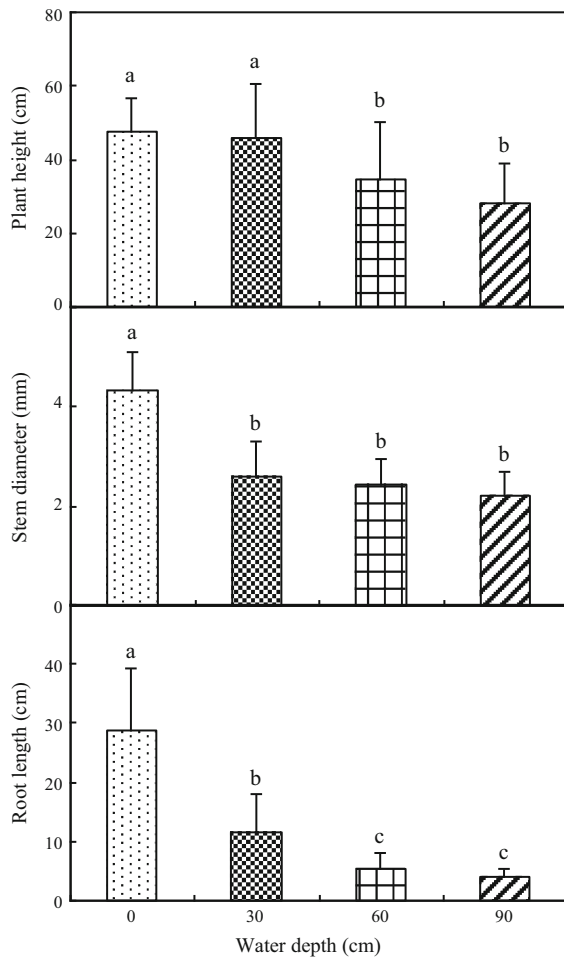 80
60
40
20
0
Plant height (cm)
a
a
b
b
4
2
0
Stem diameter (mm)
a
b
b
b
40
30
20
10
0
Root length (cm)
a
b
c
c
0 30 60 90
Water depth (cm)